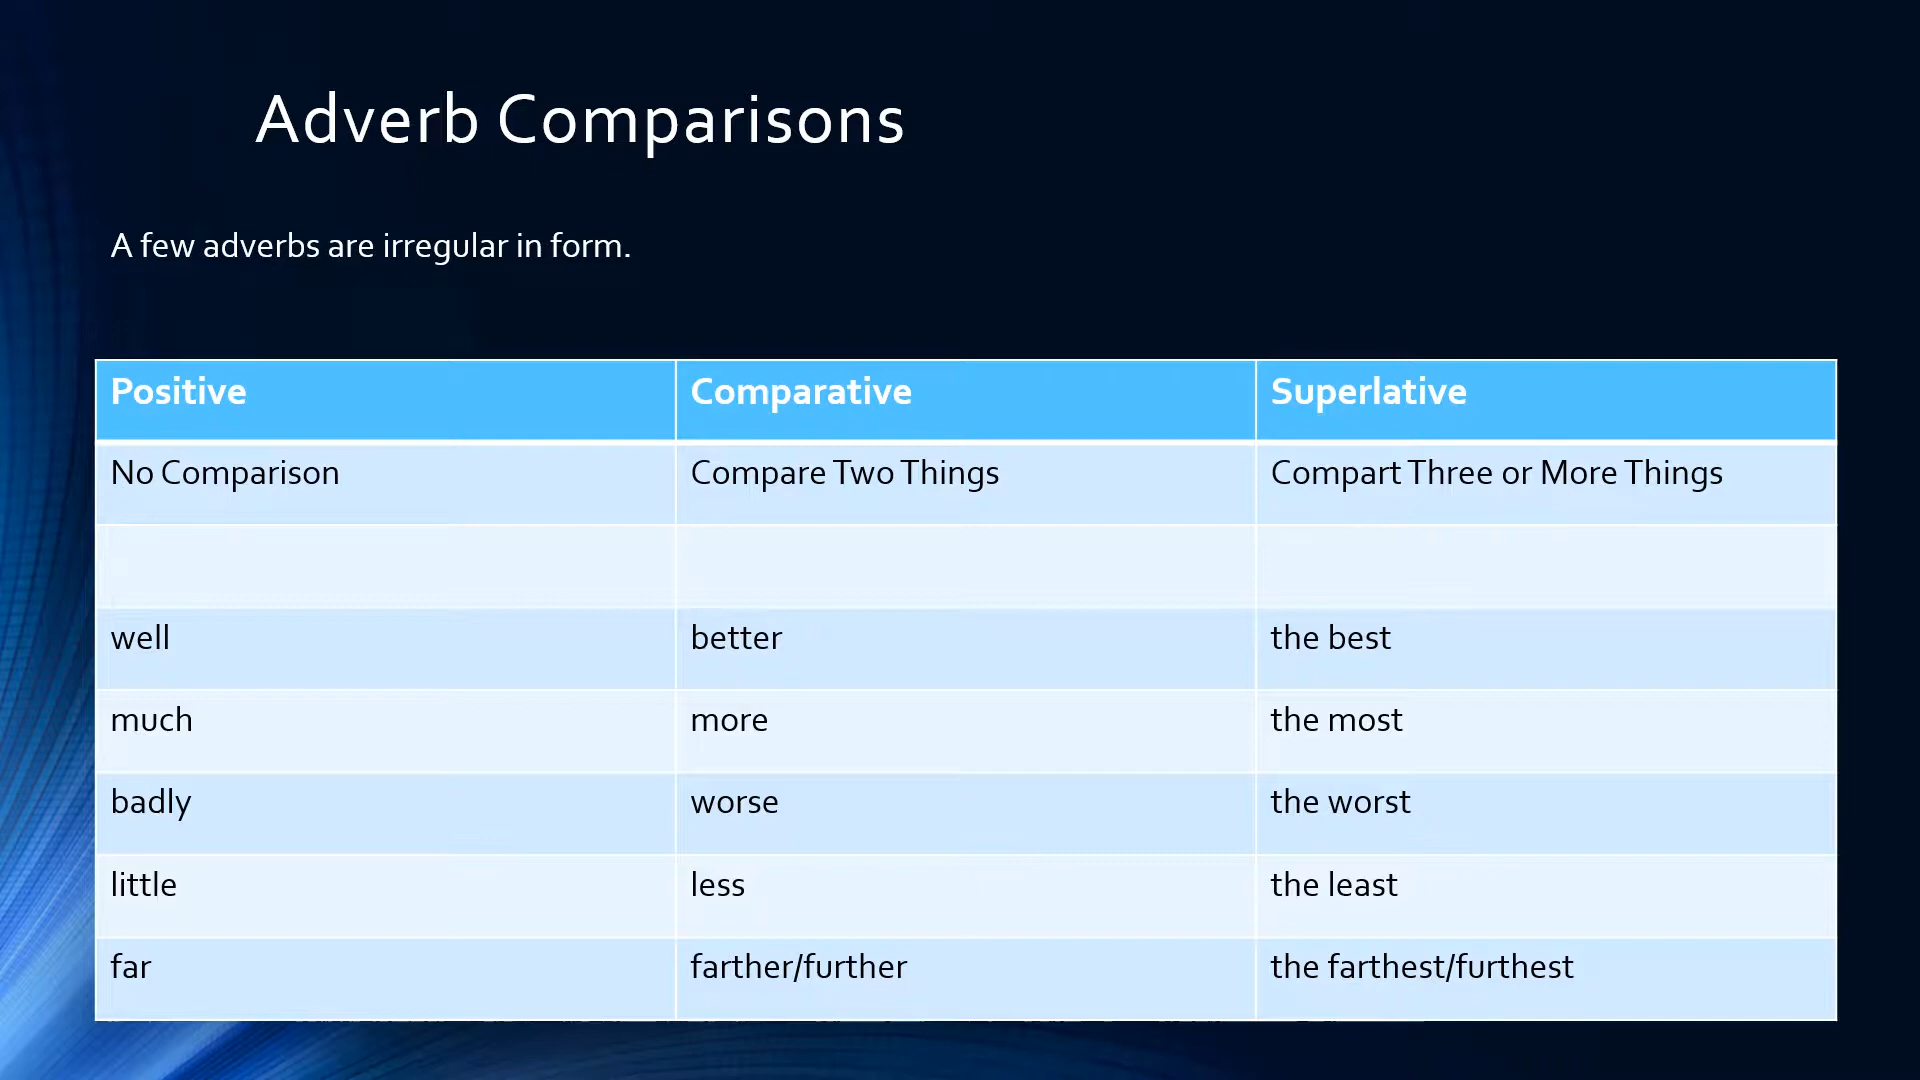 Adverb Comparisons
A few adverbs are irregular in form.
Positive Comparative Superlative
No Comparison Compare Two Things Compart Three or More Things
well better the best
much more the most
badly worse the worst
little less the least
far farther/further the farthest/furthest